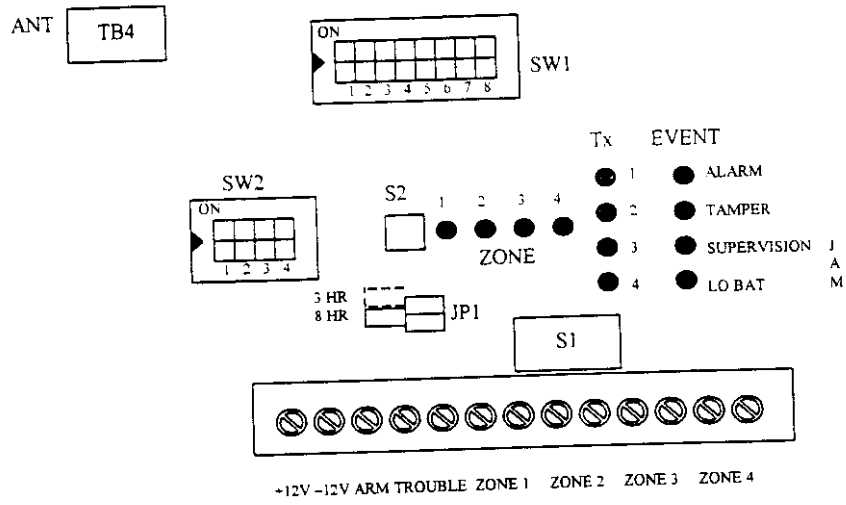 ANT TB4
ON
SW1
1 2 3 4 5 6 7 8
Tx EVENT
1 ALARM
2 TAMPER
3 SUPERVISION
4 LO BAT
JAM
SW2
ON
1 2 3 4
S2
1 2 3 4
ZONE
3 HR
8 HR
JP1
S1
+12V –12V ARM TROUBLE ZONE 1 ZONE 2 ZONE 3 ZONE 4